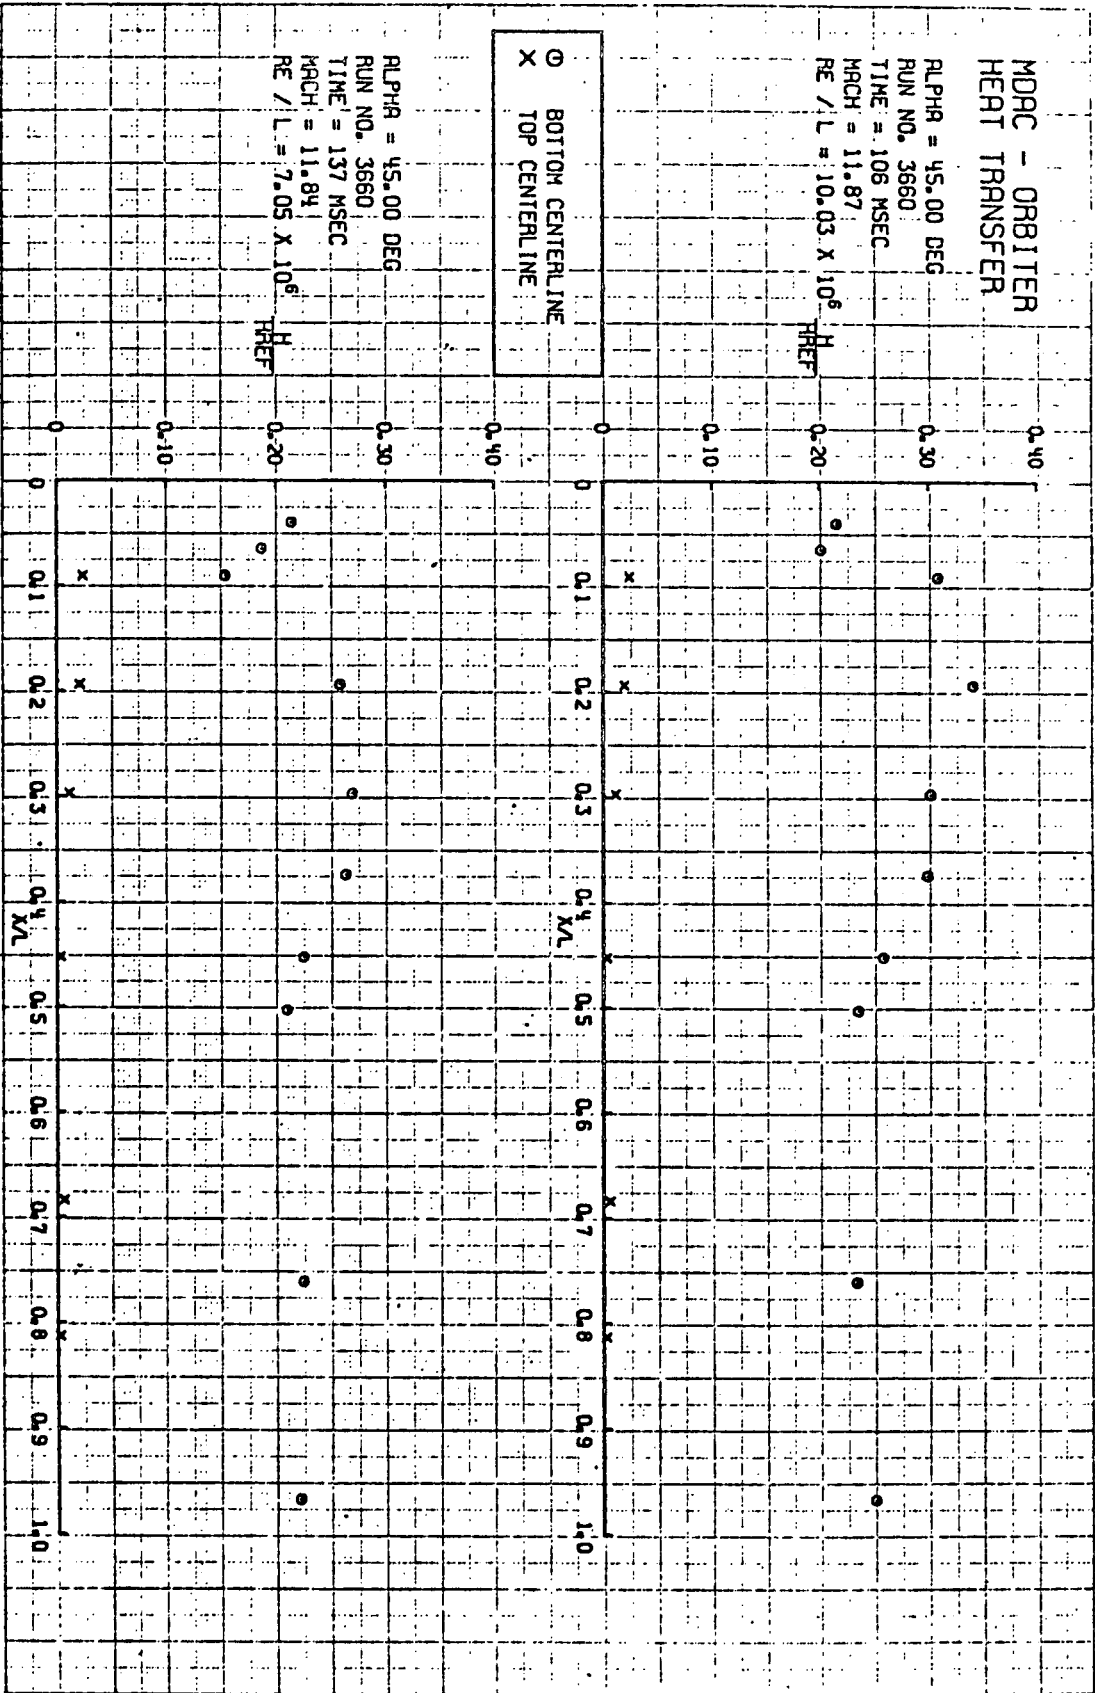 MDAC - ORBITER
HEAT TRANSFER
ALPHA = 45.00 DEG
RUN NO. 3660
TIME = 106 MSEC
MACH = 11.87
RE / L = 10.03 X 10⁶
H
HREF
0.40
0.30
0.20
0.10
0
0 0.1 0.2 0.3 0.4 0.5 0.6 0.7 0.8 0.9 1.0
X/L
⊙ BOTTOM CENTERLINE
X TOP CENTERLINE
ALPHA = 45.00 DEG
RUN NO. 3660
TIME = 137 MSEC
MACH = 11.84
RE / L = 7.05 X 10⁶
H
HREF
0.40
0.30
0.20
0.10
0
0 0.1 0.2 0.3 0.4 0.5 0.6 0.7 0.8 0.9 1.0
X/L